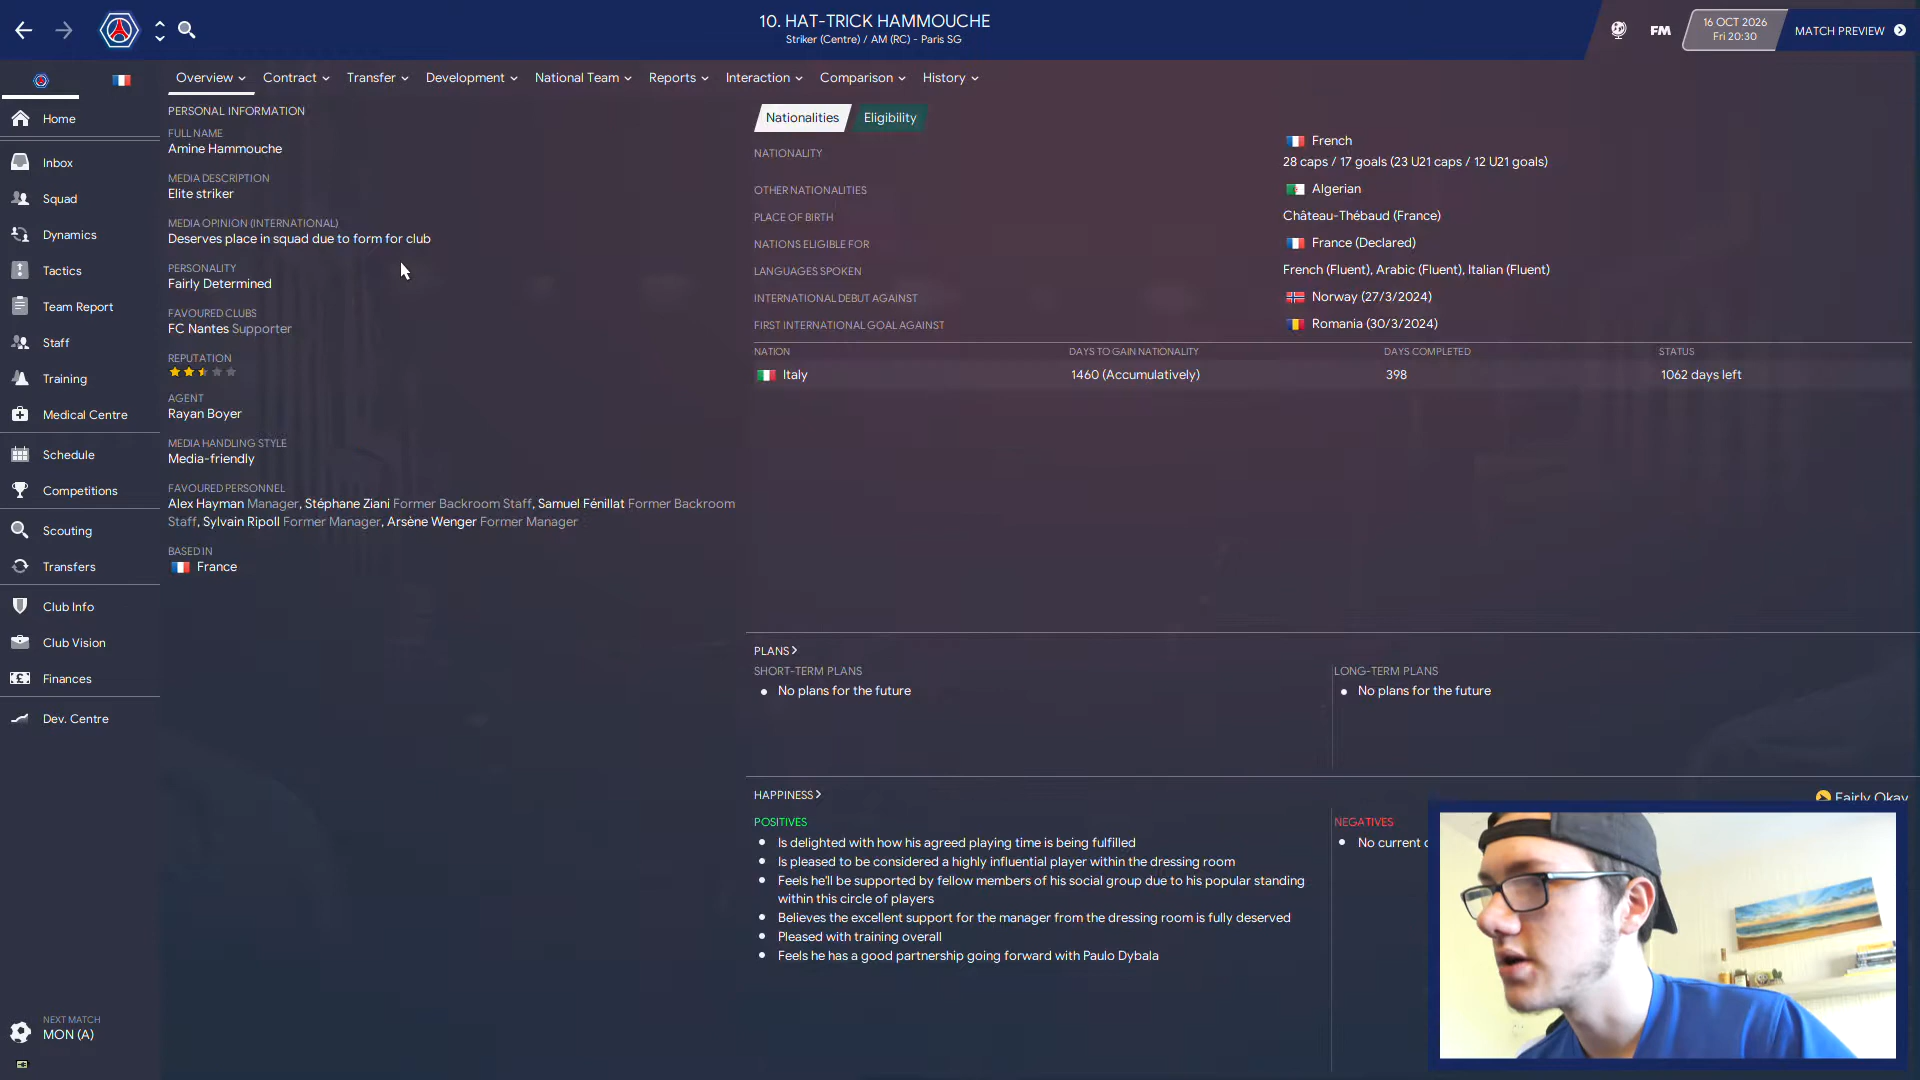 10. HAT-TRICK HAMMOUCHE
Striker (Centre) / AM (RC) - Paris SG
FM
16 OCT 2026
Fri 20:30
MATCH PREVIEW
Overview
Contract
Transfer
Development
National Team
Reports
Interaction
Comparison
History
Home
Inbox
Squad
Dynamics
Tactics
Team Report
Staff
Training
Medical Centre
Schedule
Competitions
Scouting
Transfers
Club Info
Club Vision
Finances
Dev. Centre
NEXT MATCH
MON (A)
PERSONAL INFORMATION
FULL NAME
Amine Hammouche
MEDIA DESCRIPTION
Elite striker
MEDIA OPINION (INTERNATIONAL)
Deserves place in squad due to form for club
PERSONALITY
Fairly Determined
FAVOURED CLUBS
FC Nantes Supporter
REPUTATION
AGENT
Rayan Boyer
MEDIA HANDLING STYLE
Media-friendly
FAVOURED PERSONNEL
Alex Hayman Manager, Stéphane Ziani Former Backroom Staff, Samuel Fénillat Former Backroom
Staff, Sylvain Ripoll Former Manager, Arsène Wenger Former Manager
BASED IN
France
Nationalities
Eligibility
NATIONALITY
French
28 caps / 17 goals (23 U21 caps / 12 U21 goals)
OTHER NATIONALITIES
Algerian
PLACE OF BIRTH
Château-Thébaud (France)
NATIONS ELIGIBLE FOR
France (Declared)
LANGUAGES SPOKEN
French (Fluent), Arabic (Fluent), Italian (Fluent)
INTERNATIONAL DEBUT AGAINST
Norway (27/3/2024)
FIRST INTERNATIONAL GOAL AGAINST
Romania (30/3/2024)
NATION DAYS TO GAIN NATIONALITY DAYS COMPLETED STATUS
Italy 1460 (Accumulatively) 398 1062 days left
PLANS
SHORT-TERM PLANS
No plans for the future
LONG-TERM PLANS
No plans for the future
HAPPINESS
Fairly Okay
POSITIVES
Is delighted with how his agreed playing time is being fulfilled
Is pleased to be considered a highly influential player within the dressing room
Feels he'll be supported by fellow members of his social group due to his popular standing
within this circle of players
Believes the excellent support for the manager from the dressing room is fully deserved
Pleased with training overall
Feels he has a good partnership going forward with Paulo Dybala
NEGATIVES
No current